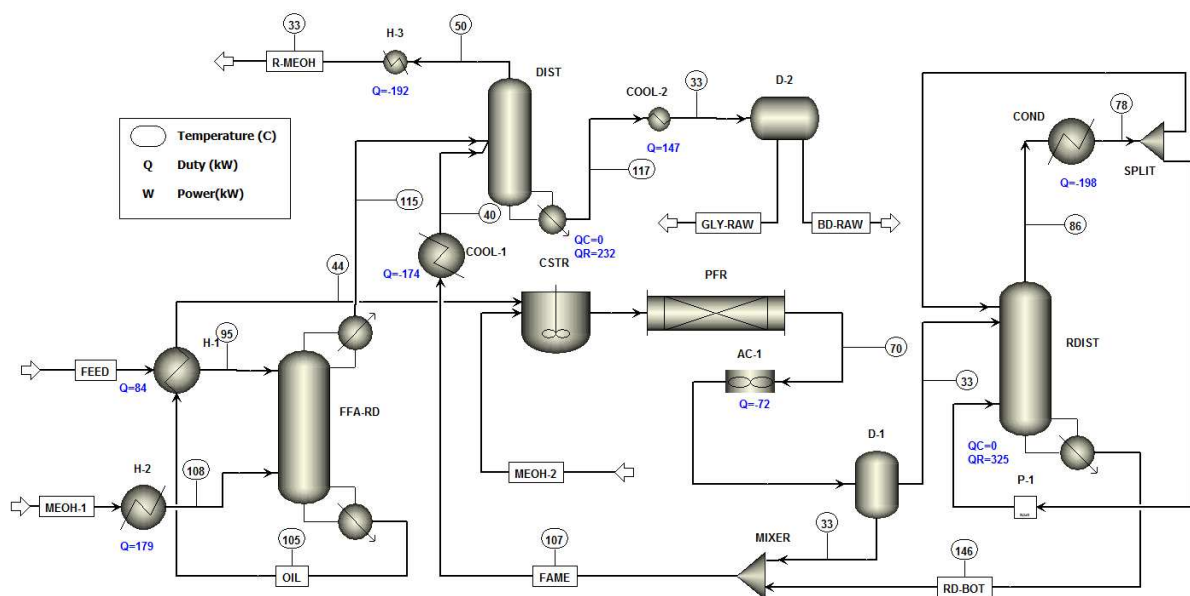 33
H-3
50
R-MEOH
Q=-192
DIST
COOL-2
33
D-2
Q=147
117
COND
78
SPLIT
Q=-198
Temperature (C)
Q Duty (kW)
W Power(kW)
115
40
COOL-1
Q=-174
QC=0
QR=232
GLY-RAW
BD-RAW
86
44
CSTR
PFR
H-1
95
FEED
Q=84
FFA-RD
70
AC-1
Q=-72
33
RDIST
D-1
QC=0
QR=325
P-1
H-2
108
MEOH-1
Q=179
MEOH-2
105
OIL
107
FAME
MIXER
33
146
RD-BOT